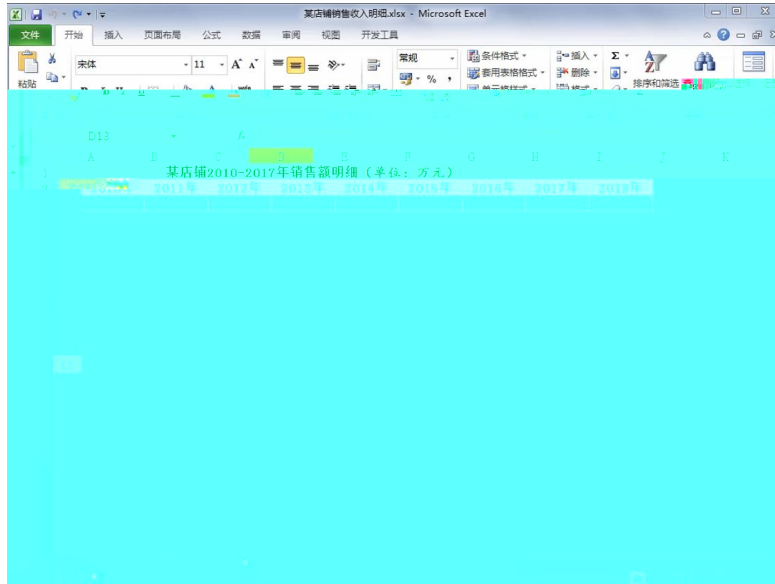 某店铺销售收入明细.xlsx - Microsoft Excel
文件 开始 插入 页面布局 公式 数据 审阅 视图 开发工具
宋体 11 A A 常规 条件格式 插入 Σ
粘贴 % 套用表格格式 删除 排序和筛选
D13
A B C D E F G H I J K
某店铺2010-2017年销售额明细（单位：万元）
2011年 2012年 2013年 2014年 2015年 2016年 2017年